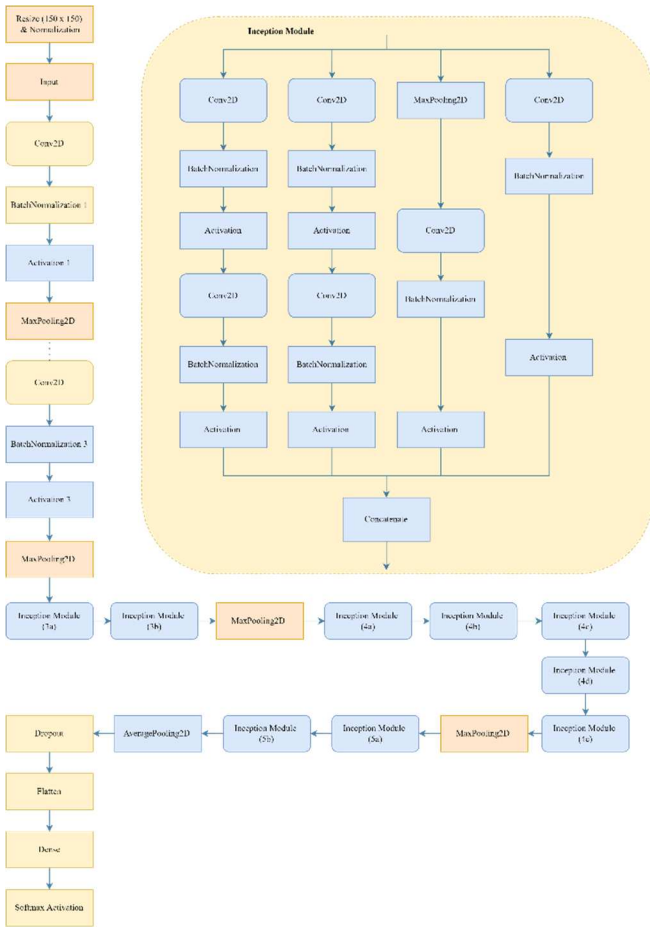 Resize (150 x 150)
& Normalization
Input
Conv2D
BatchNormalization 1
Activation 1
MaxPooling2D
Conv2D
BatchNormalization 3
Activation 3
MaxPooling2D
Inception Module
Conv2D
Conv2D
MaxPooling2D
Conv2D
BatchNormalization
BatchNormalization
BatchNormalization
Activation
Activation
Conv2D
Conv2D
Conv2D
BatchNormalization
BatchNormalization
BatchNormalization
Activation
Activation
Activation
Activation
Concatenate
Inception Module
(3a)
Inception Module
(3b)
MaxPooling2D
Inception Module
(4a)
Inception Module
(4b)
Inception Module
(4c)
Inception Module
(4d)
Inception Module
(4e)
MaxPooling2D
Inception Module
(5a)
Inception Module
(5b)
AveragePooling2D
Dropout
Flatten
Dense
Softmax Activation